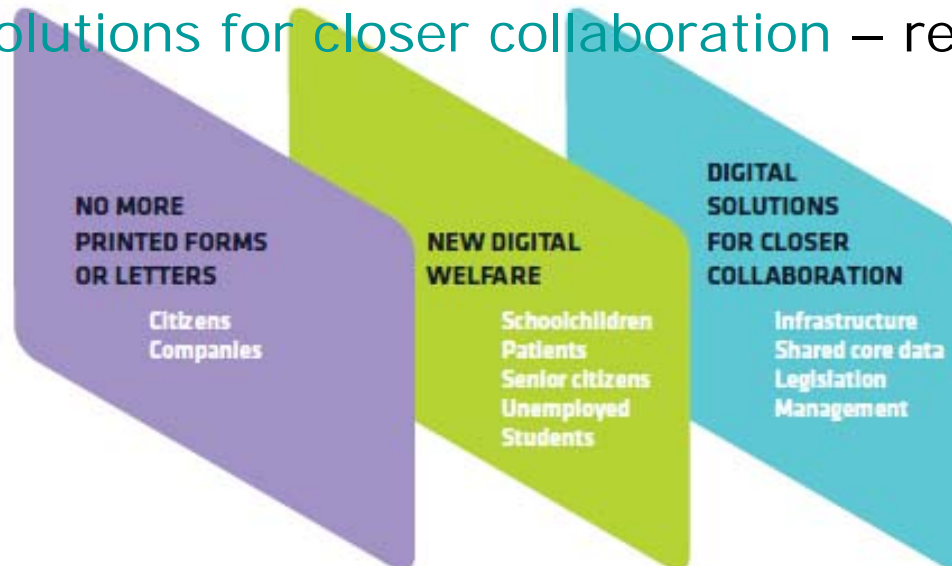 olutions for closer collaboration – re
NO MORE
PRINTED FORMS
OR LETTERS
Citizens
Companies
NEW DIGITAL
WELFARE
Schoolchildren
Patients
Senior citizens
Unemployed
Students
DIGITAL
SOLUTIONS
FOR CLOSER
COLLABORATION
Infrastructure
Shared core data
Legislation
Management